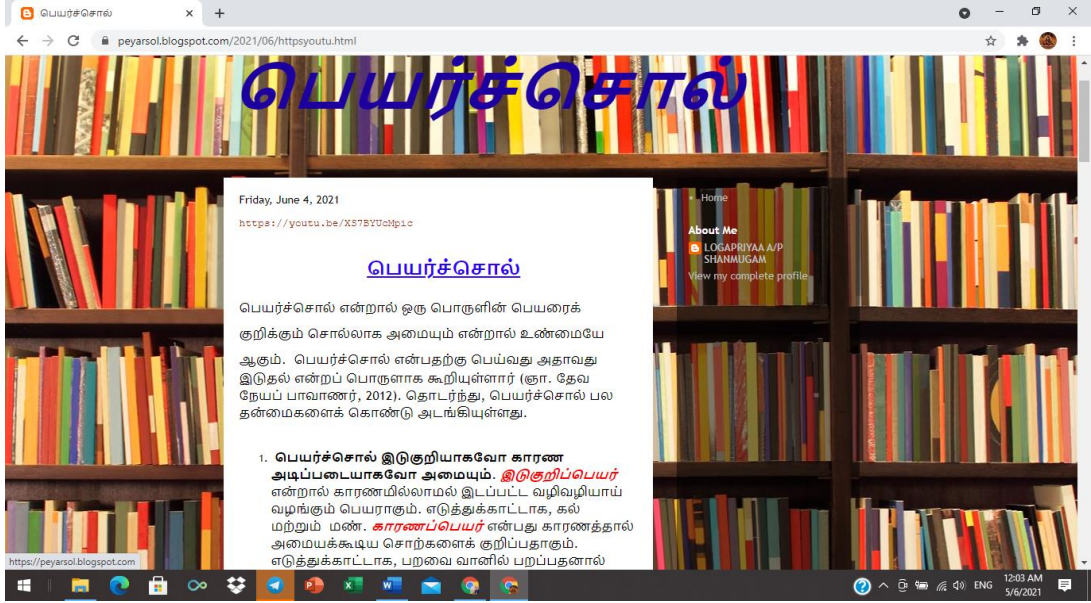 பெயர்ச்சொல்
peyarsol.blogspot.com/2021/06/httpsyoutu.html
பெயர்ச்சொல்
Friday, June 4, 2021
https://youtu.be/XS7BYUcMpic
பெயர்ச்சொல்
பெயர்ச்சொல் என்றால் ஒரு பொருளின் பெயரைக்
குறிக்கும் சொல்லாக அமையும் என்றால் உண்மையே
ஆகும். பெயர்ச்சொல் என்பதற்கு பெய்வது அதாவது
இடுதல் என்றப் பொருளாக கூறியுள்ளார் (ஞா. தேவ
நேயப் பாவாணர், 2012). தொடர்ந்து, பெயர்ச்சொல் பல
தன்மைகளைக் கொண்டு அடங்கியுள்ளது.
1. பெயர்ச்சொல் இடுகுறியாகவோ காரண
அடிப்படையாகவோ அமையும். இடுகுறிப்பெயர்
என்றால் காரணமில்லாமல் இடப்பட்ட வழிவழியாய்
வழங்கும் பெயராகும். எடுத்துக்காட்டாக, கல்
மற்றும் மண். காரணப்பெயர் என்பது காரணத்தால்
அமையக்கூடிய சொற்களைக் குறிப்பதாகும்.
எடுத்துக்காட்டாக, பறவை வானில் பறப்பதனால்
Home
About Me
LOGAPRIYAA A/P
SHANMUGAM
View my complete profile
https://peyarsol.blogspot.com
ENG
12:03 AM
5/6/2021